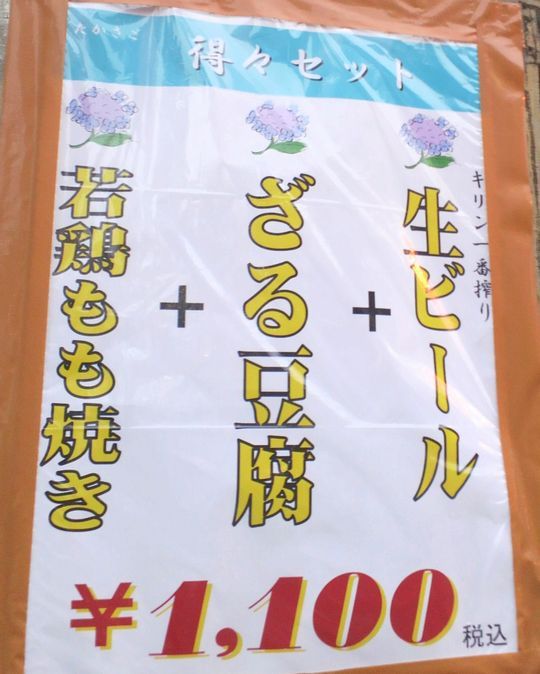 たかさご
得々セット
キリン一番搾り
生ビール
+
ざる豆腐
+
若鶏もも焼き
¥1,100
税込